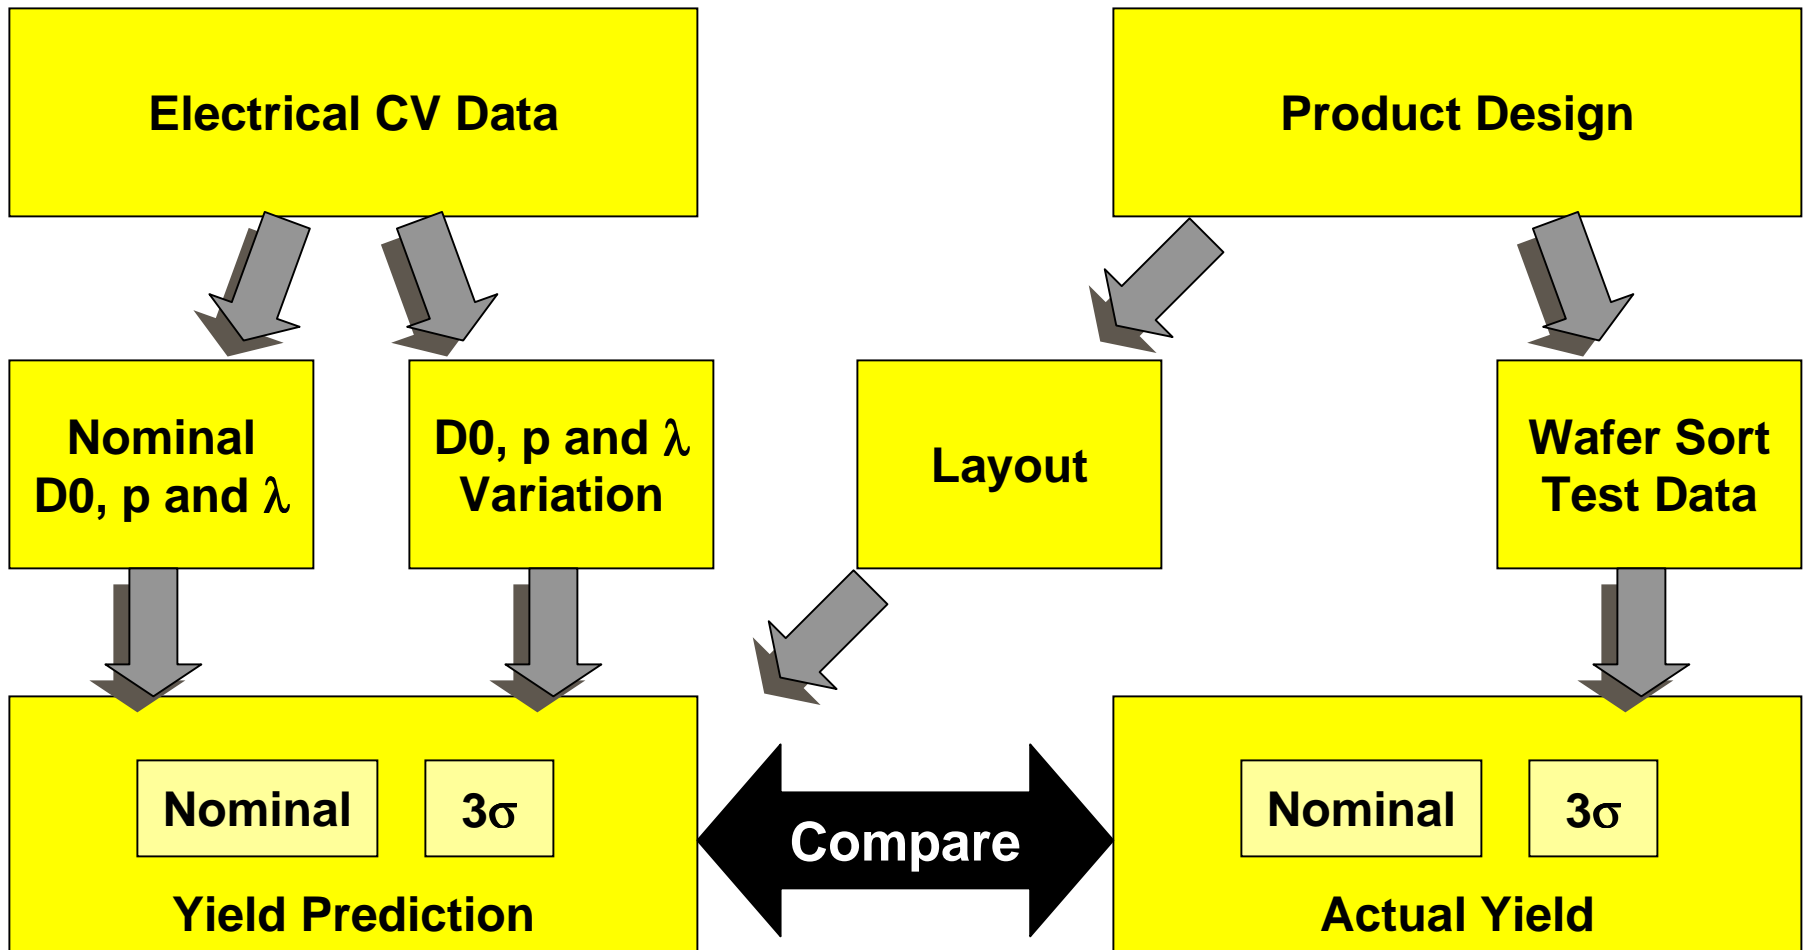 Electrical CV Data
Product Design
Nominal
D0, p and λ
D0, p and λ
Variation
Layout
Wafer Sort
Test Data
Nominal
3σ
Yield Prediction
Compare
Nominal
3σ
Actual Yield